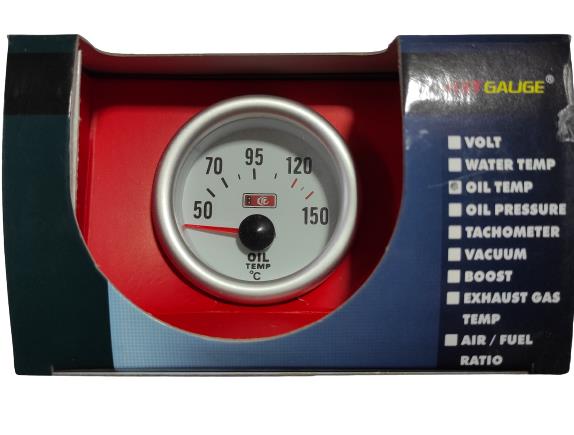 GAUGE®
VOLT
WATER TEMP
OIL TEMP
OIL PRESSURE
TACHOMETER
VACUUM
BOOST
EXHAUST GAS
TEMP
AIR / FUEL
RATIO
50 70 95 120 150
OIL
TEMP
°C